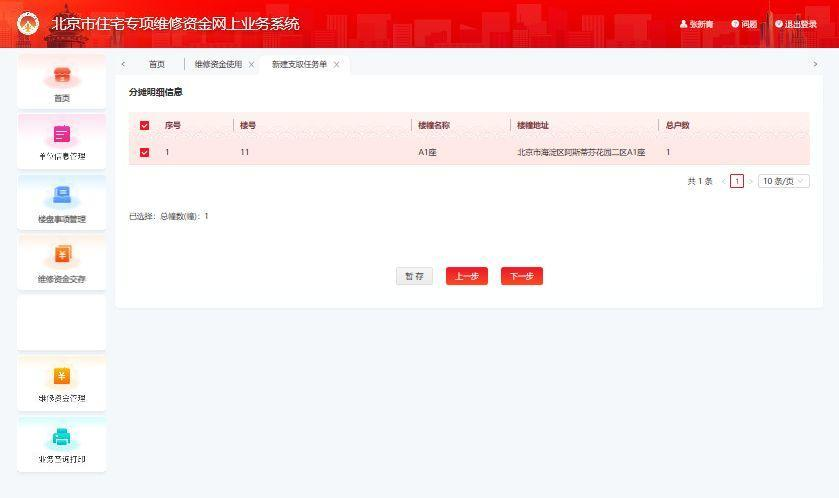 北京市住宅专项维修资金网上业务系统
张新青 问题 退出登录
首页 维修资金使用 新建支取任务单
首页
单位信息管理
楼盘事项管理
维修资金交存
维修资金管理
业务查询打印
分摊明细信息
序号 楼号 楼幢名称 楼幢地址 总户数
1 11 A1座 北京市海淀区阿斯蒂芬花园二区A1座 1
共 1 条 < 1 > 10 条/页
已选择: 总幢数(幢): 1
暂 存 上一步 下一步